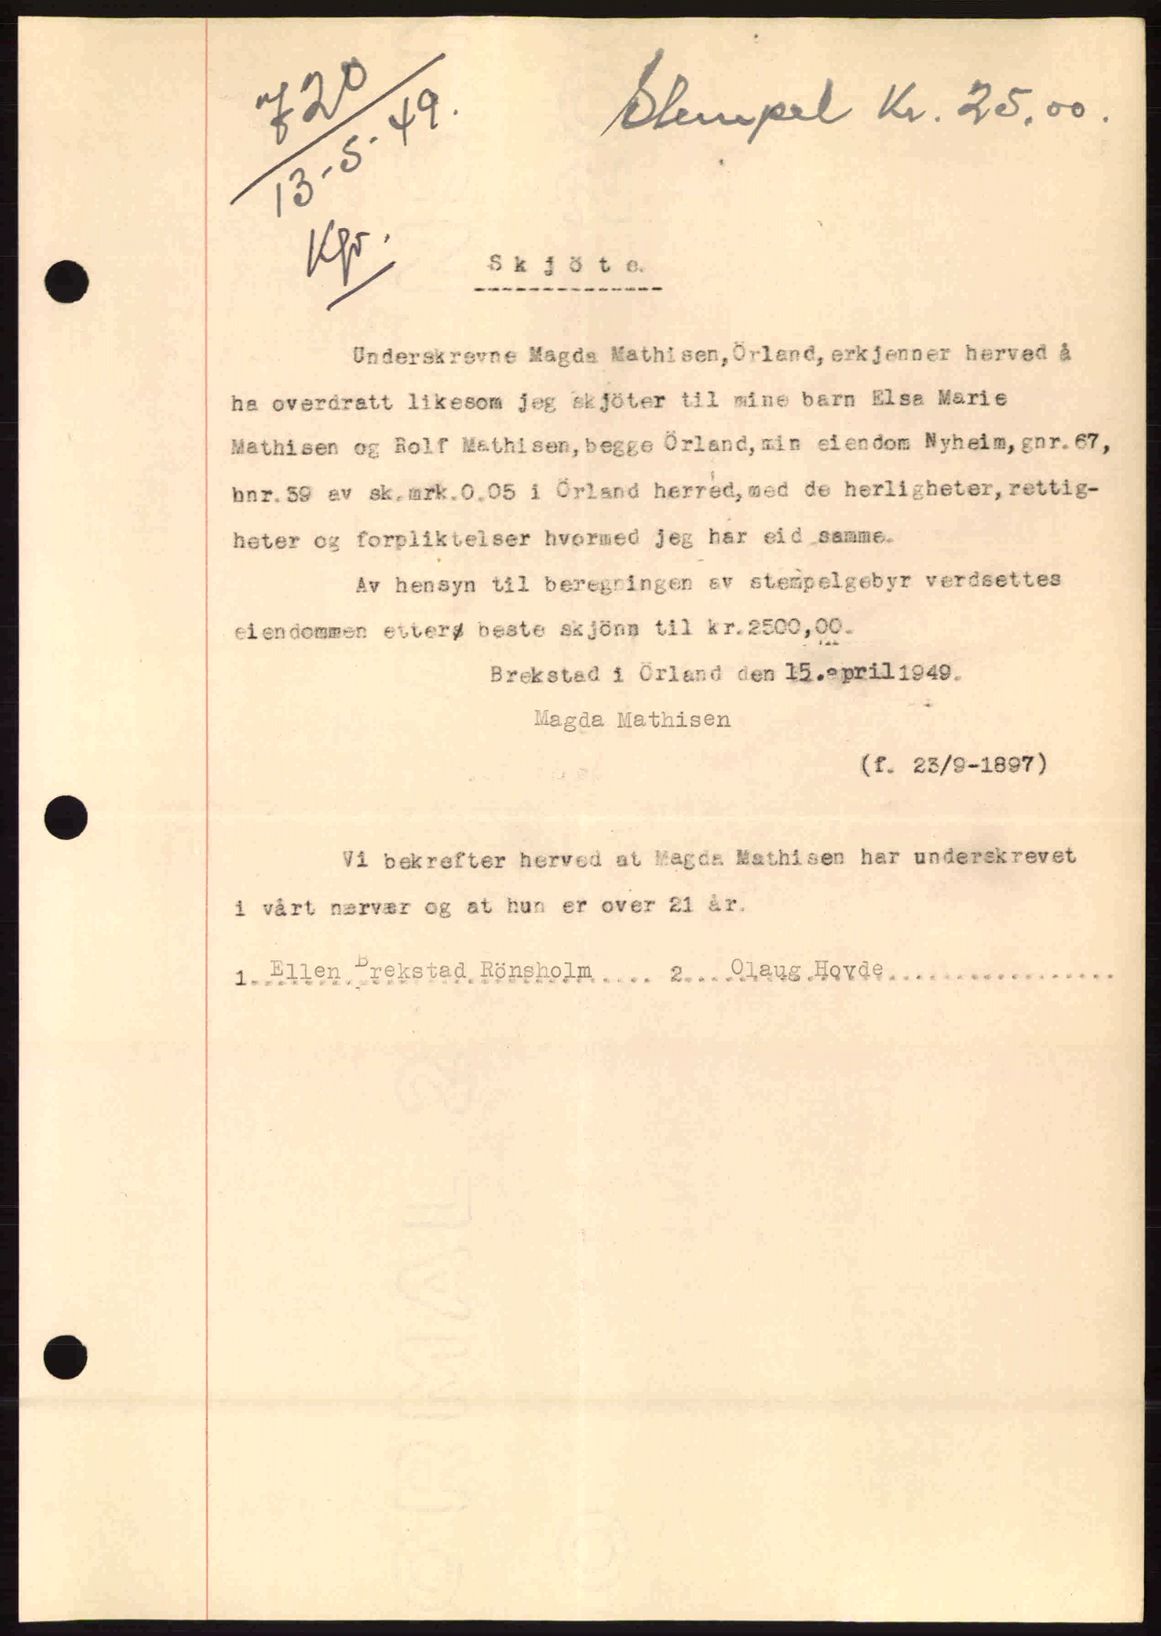 720
13-5-49.
Kfr.
Stempel Kr. 25,00.
Skjöte.
Underskrevne Magda Mathisen, Örland, erkjenner herved å
ha overdratt likesom jeg skjöter til mine barn Elsa Marie
Mathisen og Rolf Mathisen, begge Örland, min eiendom Nyheim, gnr. 67,
bnr. 39 av sk.mrk.0.05 i Örland herred, med de herligheter, rettig-
heter og forpliktelser hvormed jeg har eid samme.
Av hensyn til beregningen av stempelgebyr verdsettes
eiendommen etter beste skjönn til kr.2500,00.
Brekstad i Örland den 15.april 1949.
Magda Mathisen
(f. 23/9-1897)
Vi bekrefter herved at Magda Mathisen har underskrevet
i vårt nærvær og at hun er over 21 år.
1. Ellen Brekstad Rönsholm .... 2.... Olaug Hovde................